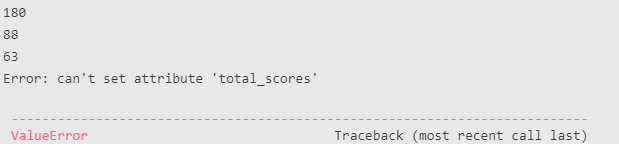 180
88
63
Error: can't set attribute 'total_scores'
---------------------------------------------------------------------------
ValueError                                Traceback (most recent call last)